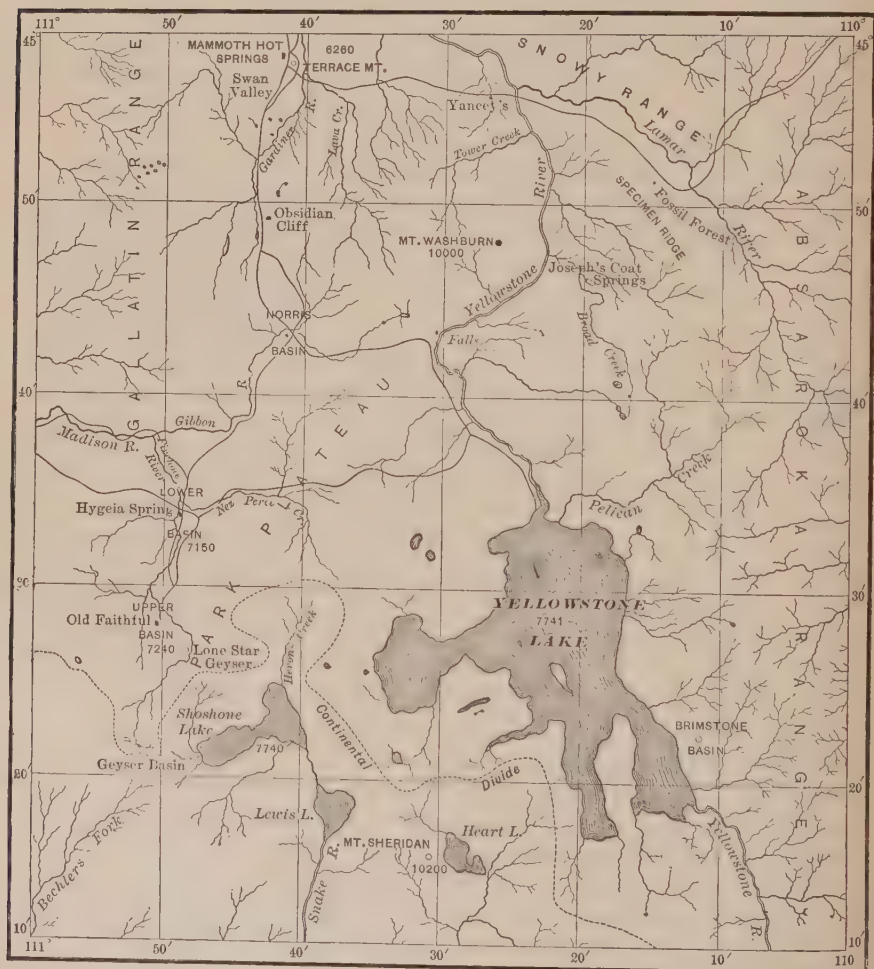 111° 50′ 40′ 30′ 20′ 10′ 110°
45°
45°
MAMMOTH HOT
SPRINGS
6260
TERRACE MT.
Swan
Valley
SNOWY RANGE
Yancey's
Gardiner R.
Lava Cr.
Tower Creek
Lamar
River
GALLATIN RANGE
50′
50′
Obsidian
Cliff
MT. WASHBURN
10000
River
Yellowstone
SPECIMEN RIDGE
Fossil Forest
Joseph's Coat
Springs
ABSAROKA RANGE
NORRIS
BASIN
Falls
Broad
Creek
40′
40′
Gibbon R.
Madison R.
Firehole
River
PARK PLATEAU
LOWER
BASIN
7150
Hygeia Spring
Nez Perce Cr.
Pelican Creek
30′
UPPER
BASIN
7240
Old Faithful
YELLOWSTONE
7741
LAKE
Lone Star
Geyser
Heron Creek
Shoshone
Lake
7740
Continental
Divide
BRIMSTONE
BASIN
Geyser Basin
20′
20′
Lewis L.
Heart L.
MT. SHERIDAN
10200
Bechlers Fork
Snake R.
Yellowstone R.
10′
10′
111° 50′ 40′ 30′ 20′ 10′ 110